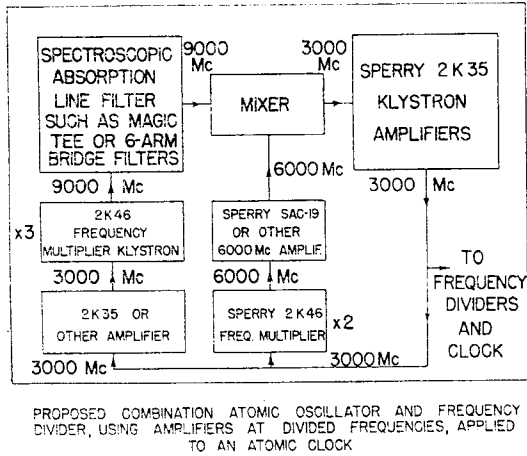 SPECTROSCOPIC
ABSORPTION
LINE FILTER
SUCH AS MAGIC
TEE OR 6-ARM
BRIDGE FILTERS
9000
Mc
MIXER
3000
Mc
SPERRY 2K35
KLYSTRON
AMPLIFIERS
9000 Mc
6000 Mc
3000
Mc
x3
2K46
FREQUENCY
MULTIPLIER KLYSTRON
SPERRY SAC-19
OR OTHER
6000 Mc AMPLIF.
TO
FREQUENCY
DIVIDERS
AND
CLOCK
3000 Mc
6000 Mc
2K35 OR
OTHER AMPLIFIER
SPERRY 2K46
FREQ. MULTIPLIER
x2
3000 Mc
3000 Mc
PROPOSED COMBINATION ATOMIC OSCILLATOR AND FREQUENCY
DIVIDER, USING AMPLIFIERS AT DIVIDED FREQUENCIES, APPLIED
TO AN ATOMIC CLOCK